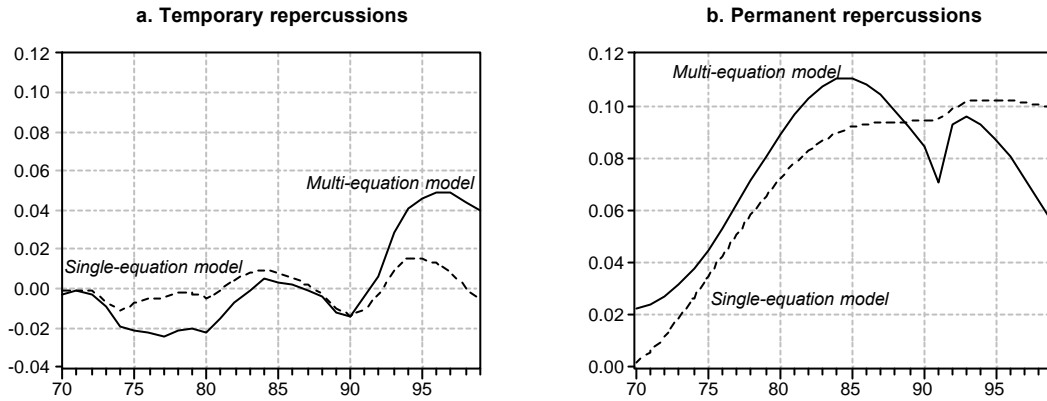 a. Temporary repercussions
0.12
0.10
0.08
0.06
0.04
0.02
0.00
-0.02
-0.04
Multi-equation model
Single-equation model
70 75 80 85 90 95
b. Permanent repercussions
0.12
0.10
0.08
0.06
0.04
0.02
0.00
Multi-equation model
Single-equation model
70 75 80 85 90 95